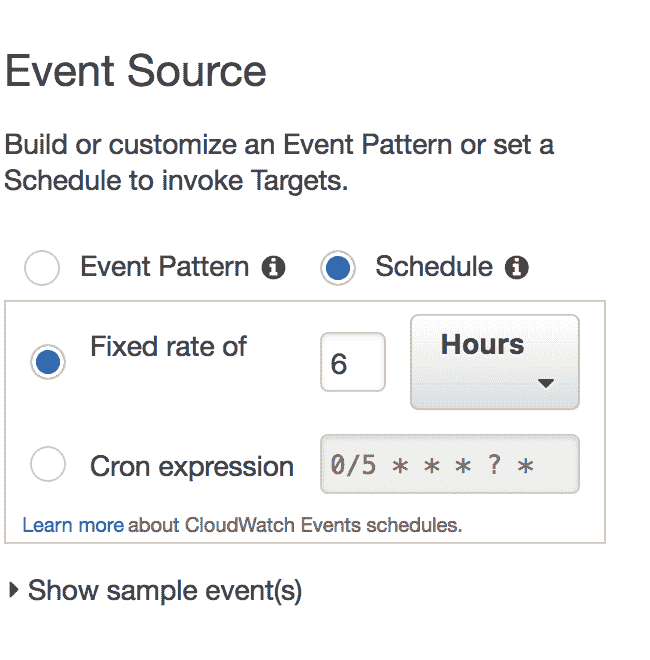 Event Source
Build or customize an Event Pattern or set a
Schedule to invoke Targets.
Event Pattern Schedule
Fixed rate of 6 Hours
Cron expression 0/5 * * * ? *
Learn more about CloudWatch Events schedules.
Show sample event(s)